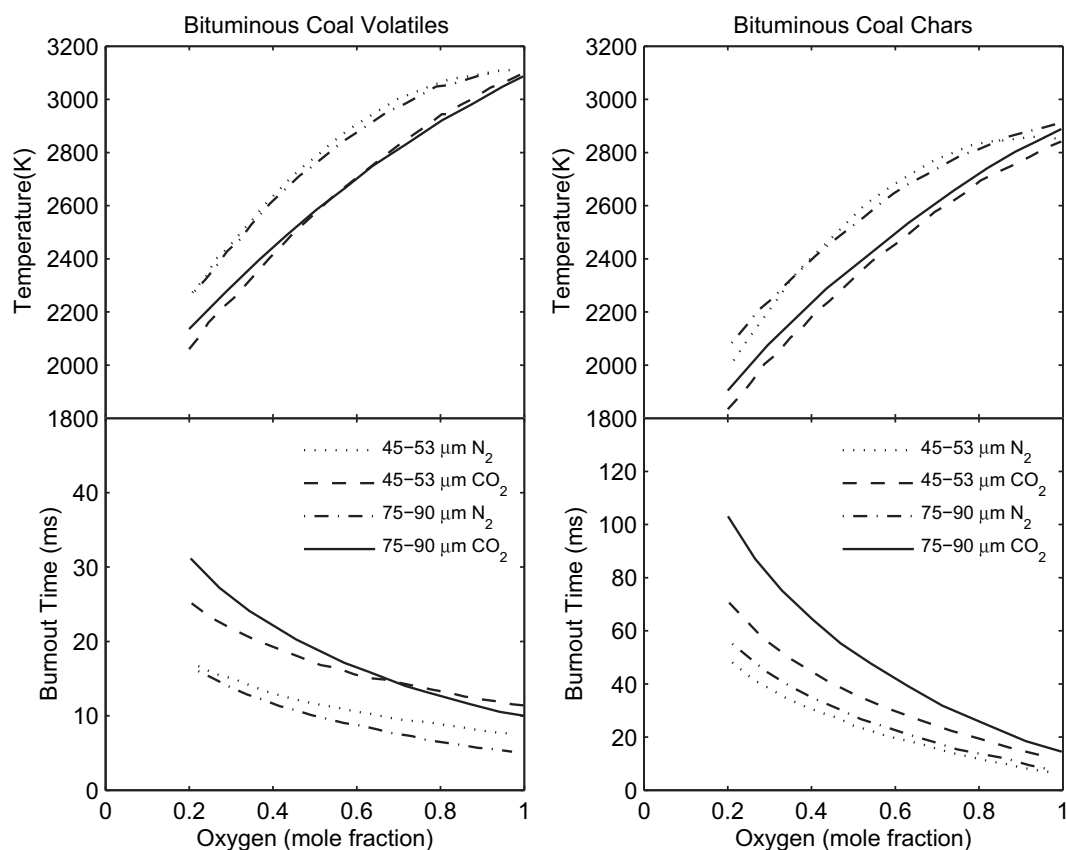 Bituminous Coal Volatiles
Bituminous Coal Chars
3200
3000
2800
2600
2400
2200
2000
1800
Temperature(K)
3200
3000
2800
2600
2400
2200
2000
1800
Temperature(K)
45−53 μm N2
45−53 μm CO2
75−90 μm N2
75−90 μm CO2
40
30
20
10
0
Burnout Time (ms)
0 0.2 0.4 0.6 0.8 1
Oxygen (mole fraction)
45−53 μm N2
45−53 μm CO2
75−90 μm N2
75−90 μm CO2
120
100
80
60
40
20
0
Burnout Time (ms)
0 0.2 0.4 0.6 0.8 1
Oxygen (mole fraction)